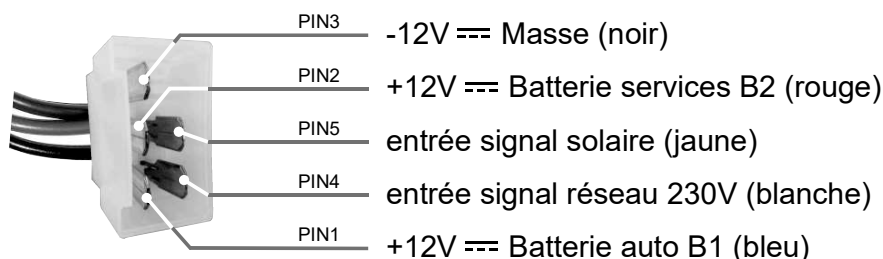 PIN3 -12V ⎓ Masse (noir)
PIN2 +12V ⎓ Batterie services B2 (rouge)
PIN5 entrée signal solaire (jaune)
PIN4 entrée signal réseau 230V (blanche)
PIN1 +12V ⎓ Batterie auto B1 (bleu)